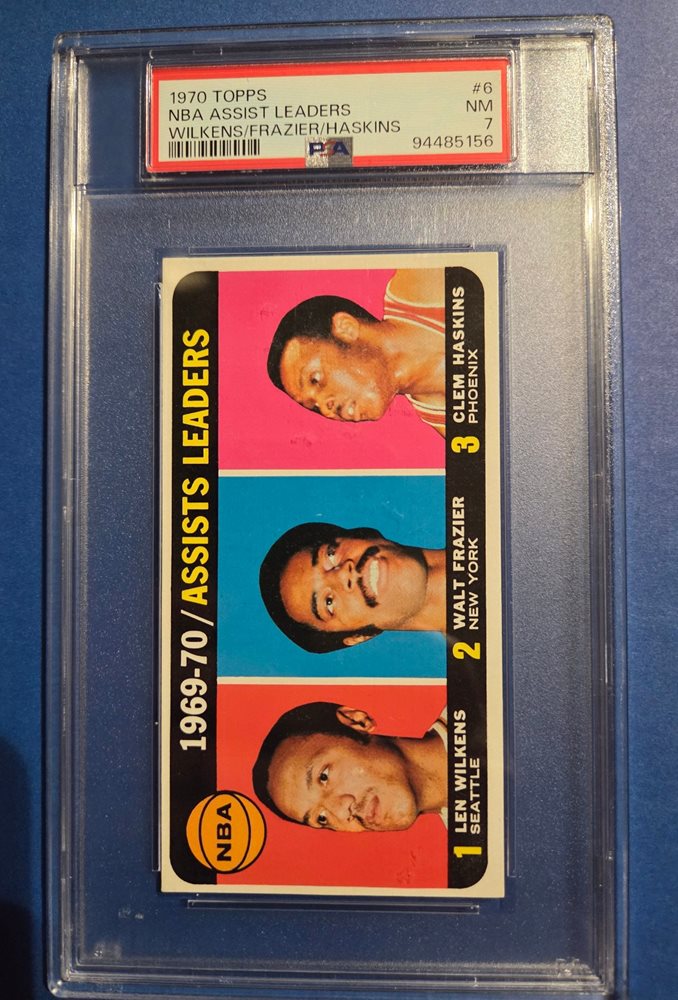 1970 TOPPS #6
NBA ASSIST LEADERS NM
WILKENS/FRAZIER/HASKINS 7
PSA 94485156
1969-70/ASSISTS LEADERS
NBA
1 LEN WILKENS
SEATTLE
2 WALT FRAZIER
NEW YORK
3 CLEM HASKINS
PHOENIX